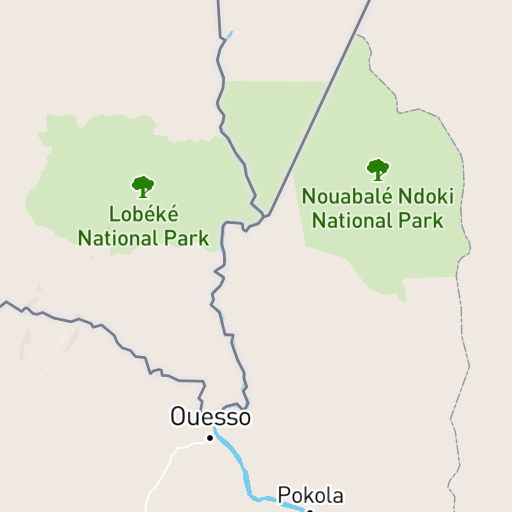 Lobéké
National Park
Nouabalé Ndoki
National Park
Ouesso
Pokola